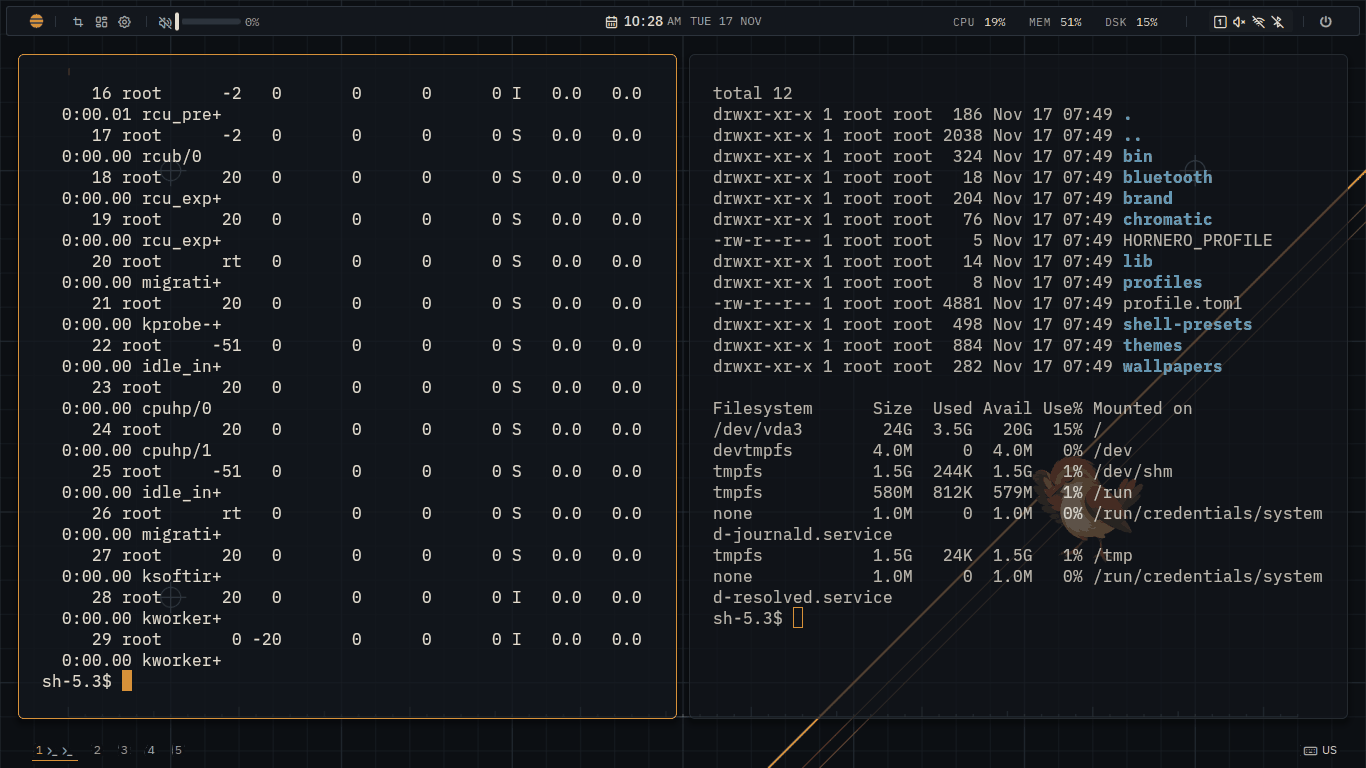 0%
10:28 AM TUE 17 NOV
CPU 19% MEM 51% DSK 15%
1
16 root -2 0 0 0 0 I 0.0 0.0
0:00.01 rcu_pre+
17 root -2 0 0 0 0 S 0.0 0.0
0:00.00 rcub/0
18 root 20 0 0 0 0 S 0.0 0.0
0:00.00 rcu_exp+
19 root 20 0 0 0 0 S 0.0 0.0
0:00.00 rcu_exp+
20 root rt 0 0 0 0 S 0.0 0.0
0:00.00 migrati+
21 root 20 0 0 0 0 S 0.0 0.0
0:00.00 kprobe-+
22 root -51 0 0 0 0 S 0.0 0.0
0:00.00 idle_in+
23 root 20 0 0 0 0 S 0.0 0.0
0:00.00 cpuhp/0
24 root 20 0 0 0 0 S 0.0 0.0
0:00.00 cpuhp/1
25 root -51 0 0 0 0 S 0.0 0.0
0:00.00 idle_in+
26 root rt 0 0 0 0 S 0.0 0.0
0:00.00 migrati+
27 root 20 0 0 0 0 S 0.0 0.0
0:00.00 ksoftir+
28 root 20 0 0 0 0 I 0.0 0.0
0:00.00 kworker+
29 root 0 -20 0 0 0 I 0.0 0.0
0:00.00 kworker+
sh-5.3$
total 12
drwxr-xr-x 1 root root 186 Nov 17 07:49 .
drwxr-xr-x 1 root root 2038 Nov 17 07:49 ..
drwxr-xr-x 1 root root 324 Nov 17 07:49 bin
drwxr-xr-x 1 root root 18 Nov 17 07:49 bluetooth
drwxr-xr-x 1 root root 204 Nov 17 07:49 brand
drwxr-xr-x 1 root root 76 Nov 17 07:49 chromatic
-rw-r--r-- 1 root root 5 Nov 17 07:49 HORNERO_PROFILE
drwxr-xr-x 1 root root 14 Nov 17 07:49 lib
drwxr-xr-x 1 root root 8 Nov 17 07:49 profiles
-rw-r--r-- 1 root root 4881 Nov 17 07:49 profile.toml
drwxr-xr-x 1 root root 498 Nov 17 07:49 shell-presets
drwxr-xr-x 1 root root 884 Nov 17 07:49 themes
drwxr-xr-x 1 root root 282 Nov 17 07:49 wallpapers
Filesystem Size Used Avail Use% Mounted on
/dev/vda3 24G 3.5G 20G 15% /
devtmpfs 4.0M 0 4.0M 0% /dev
tmpfs 1.5G 244K 1.5G 1% /dev/shm
tmpfs 580M 812K 579M 1% /run
none 1.0M 0 1.0M 0% /run/credentials/system
d-journald.service
tmpfs 1.5G 24K 1.5G 1% /tmp
none 1.0M 0 1.0M 0% /run/credentials/system
d-resolved.service
sh-5.3$
1 2 3 4 5
US